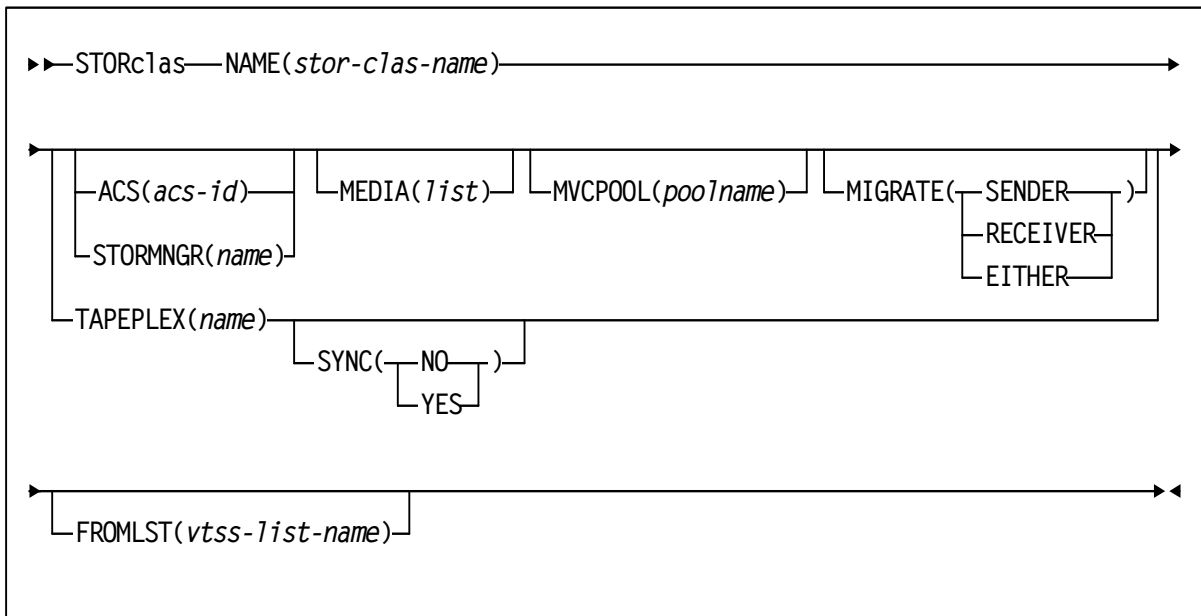 STORclas NAME(stor-clas-name)
ACS(acs-id) MEDIA(list) MVCPOOL(poolname) MIGRATE( SENDER )
STORMNGR(name) RECEIVER
EITHER
TAPEPLEX(name)
SYNC( NO )
YES
FROMLST(vtss-list-name)